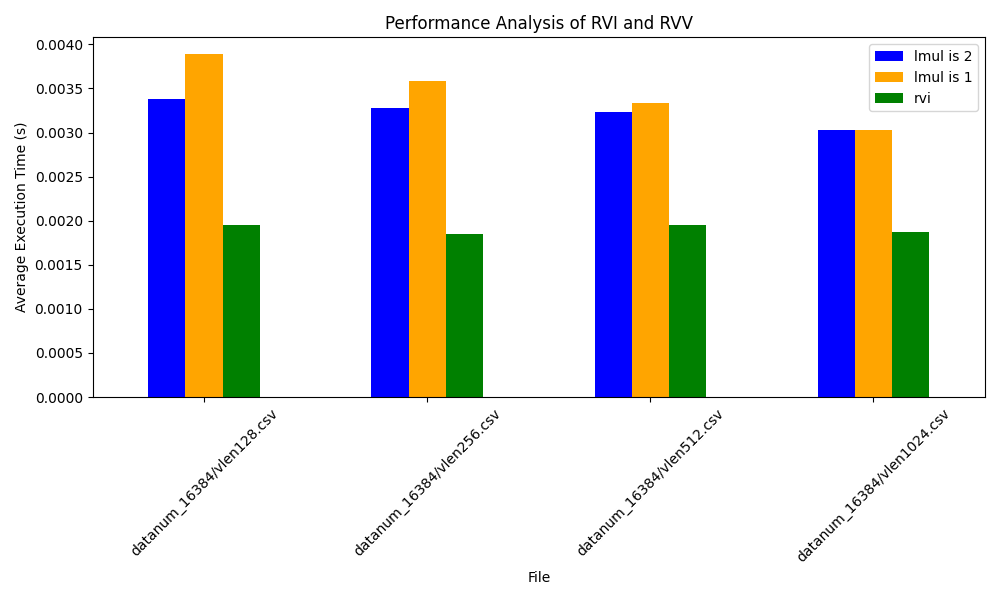 Performance Analysis of RVI and RVV
Average Execution Time (s)
0.0040
0.0035
0.0030
0.0025
0.0020
0.0015
0.0010
0.0005
0.0000
lmul is 2
lmul is 1
rvi
datanum_16384/vlen128.csv
datanum_16384/vlen256.csv
datanum_16384/vlen512.csv
datanum_16384/vlen1024.csv
File